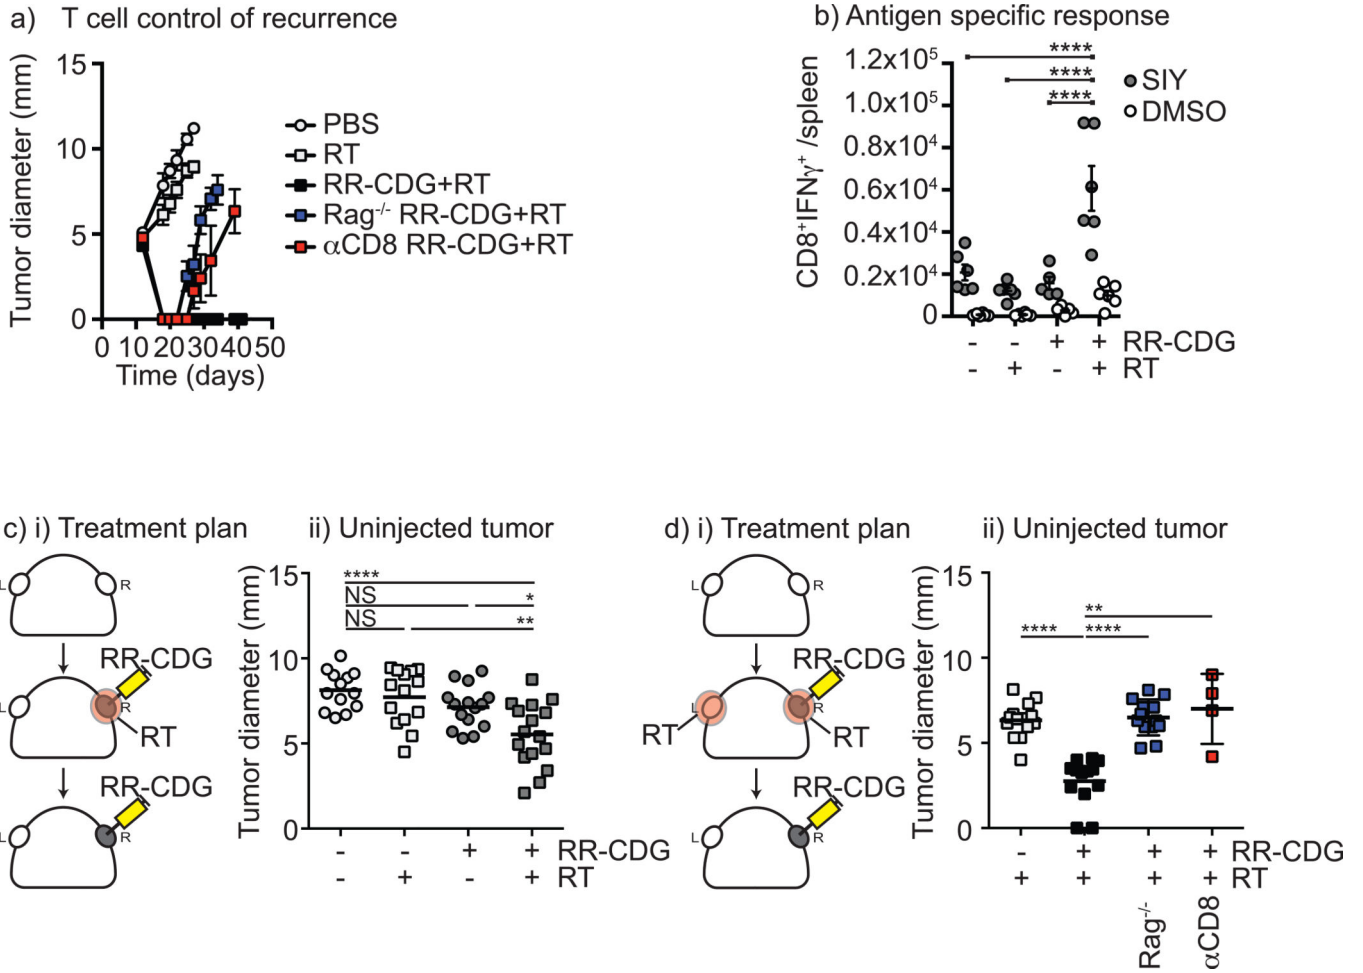 a) T cell control of recurrence
Tumor diameter (mm)
15
10
5
0
0 10 20 30 40 50
Time (days)
PBS
RT
RR-CDG+RT
Rag-/- RR-CDG+RT
αCD8 RR-CDG+RT
b) Antigen specific response
CD8+IFNγ+ /spleen
1.2x10⁵
1.0x10⁵
0.8x10⁴
0.6x10⁴
0.4x10⁴
0.2x10⁴
0
****
****
****
SIY
DMSO
- - + + RR-CDG
- + - + RT
c) i) Treatment plan
L R
RR-CDG
L R
RT
RR-CDG
L R
ii) Uninjected tumor
Tumor diameter (mm)
15
10
5
0
****
NS *
NS **
- - + + RR-CDG
- + - + RT
d) i) Treatment plan
L R
RR-CDG
L R
RT RT
RR-CDG
L R
ii) Uninjected tumor
Tumor diameter (mm)
15
10
5
0
**
**** ****
- + + + RR-CDG
+ + + + RT
Rag-/-
αCD8